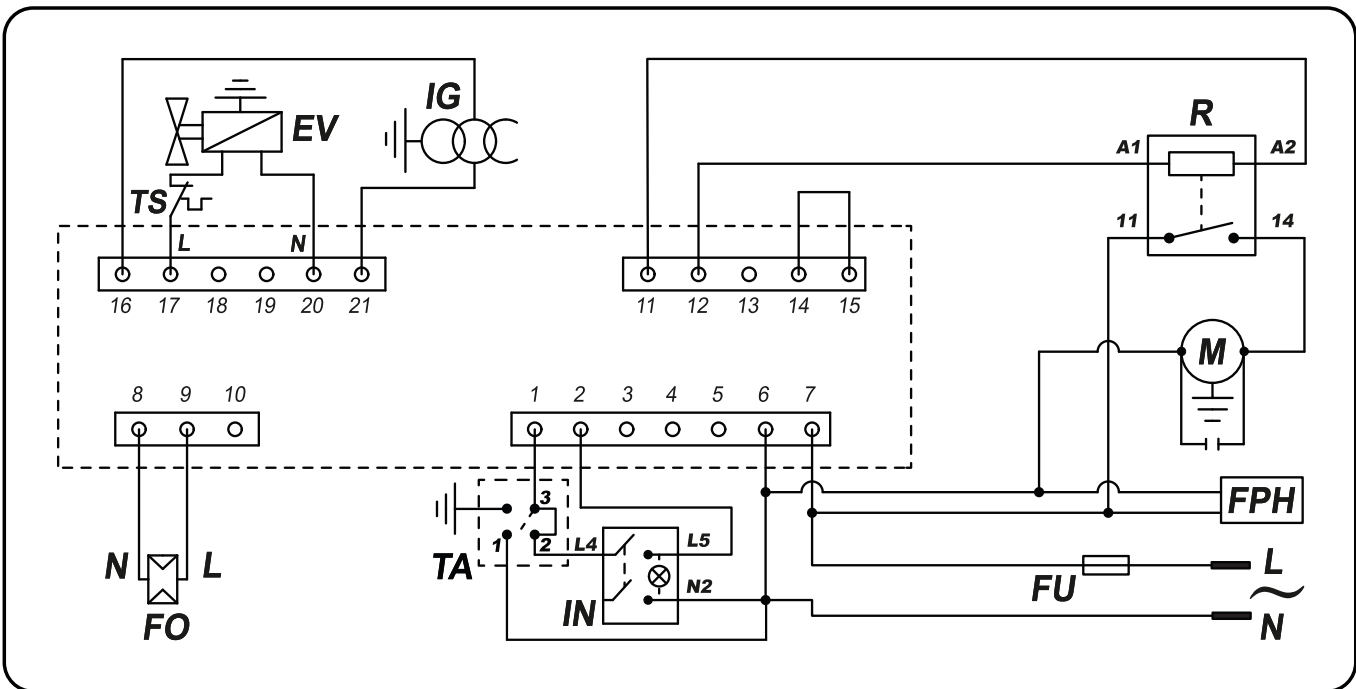 IG
EV
R
A1 A2
TS
L N
11 14
16 17 18 19 20 21
11 12 13 14 15
M
8 9 10
1 2 3 4 5 6 7
FPH
3
1 2
TA
L4 L5
N2
IN
N L
FO
FU
L
~
N